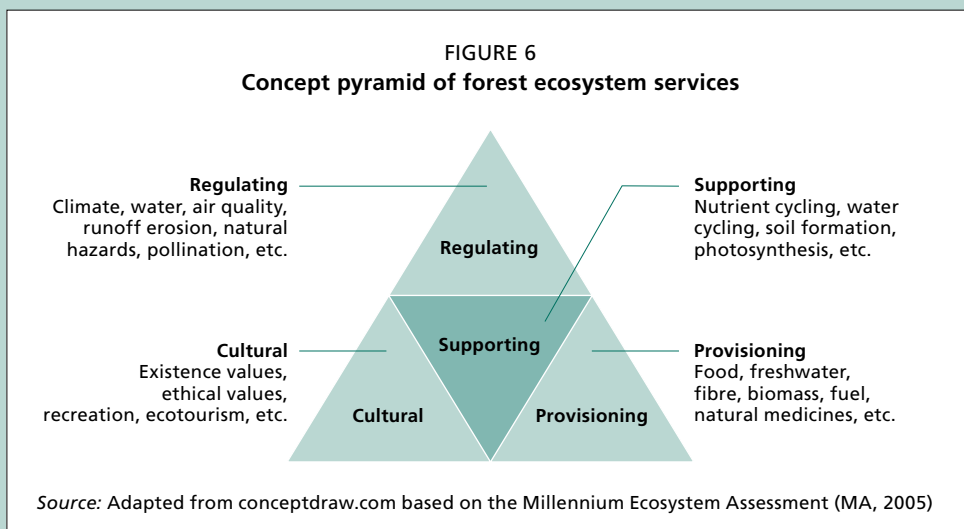 FIGURE 6
Concept pyramid of forest ecosystem services
Regulating
Climate, water, air quality,
runoff erosion, natural
hazards, pollination, etc.
Supporting
Nutrient cycling, water
cycling, soil formation,
photosynthesis, etc.
Regulating
Supporting
Cultural
Existence values,
ethical values,
recreation, ecotourism, etc.
Provisioning
Food, freshwater,
fibre, biomass, fuel,
natural medicines, etc.
Cultural
Provisioning
Source: Adapted from conceptdraw.com based on the Millennium Ecosystem Assessment (MA, 2005)